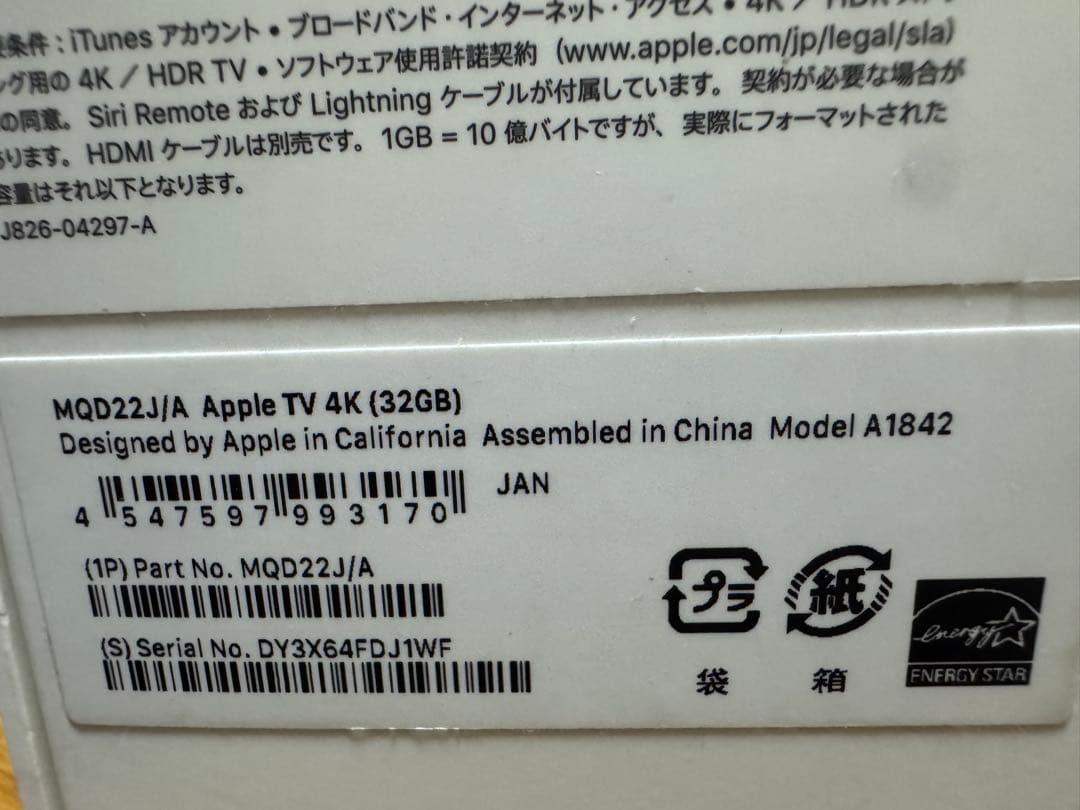 条件：iTunes アカウント • ブロードバンド・インターネット・アクセス • 4K / HDR
グ用の 4K / HDR TV • ソフトウェア使用許諾契約（www.apple.com/jp/legal/sla）
の同意。Siri Remote および Lightning ケーブルが付属しています。契約が必要な場合が
あります。HDMI ケーブルは別売です。1GB = 10 億バイトですが、実際にフォーマットされた
容量はそれ以下となります。
J826-04297-A
MQD22J/A Apple TV 4K (32GB)
Designed by Apple in California Assembled in China Model A1842
JAN
4 547597 993170
(1P) Part No. MQD22J/A
(S) Serial No. DY3X64FDJ1WF
プラ
紙
袋
箱
energy
ENERGY STAR